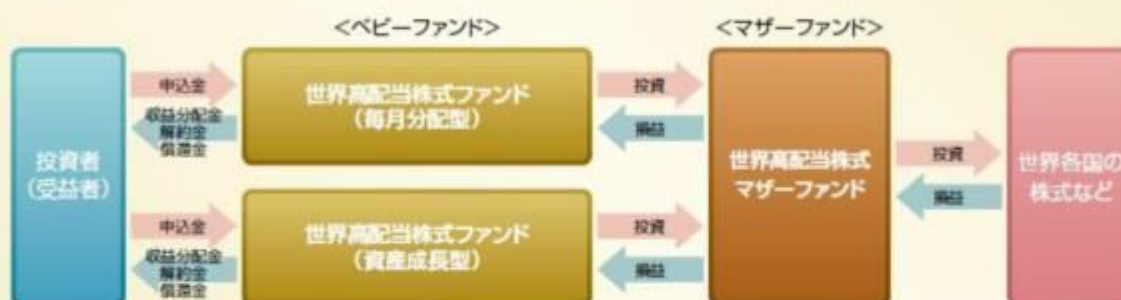 <ベビーファンド>
<マザーファンド>
投資者
(受益者)
申込金
収益分配金
解約金
償還金
世界高配当株式ファンド
(毎月分配型)
投資
損益
申込金
収益分配金
解約金
償還金
世界高配当株式ファンド
(資産成長型)
投資
損益
世界高配当株式
マザーファンド
投資
損益
世界各国の
株式など